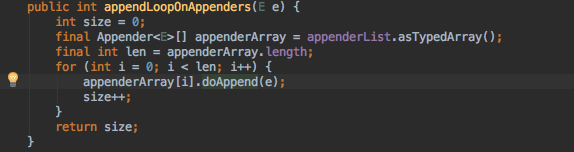 public int appendLoopOnAppenders(E e) {
    int size = 0;
    final Appender<E>[] appenderArray = appenderList.asTypedArray();
    final int len = appenderArray.length;
    for (int i = 0; i < len; i++) {
        appenderArray[i].doAppend(e);
        size++;
    }
    return size;
}